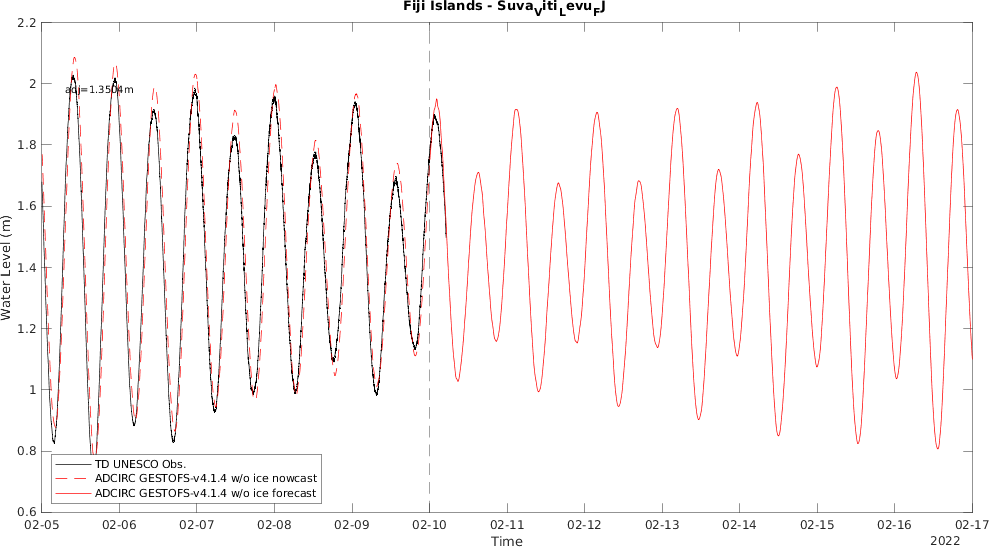 Fiji Islands - Suva_Viti_Levu_FJ
2.2
2
1.8
1.6
1.4
1.2
1
0.8
0.6
Water Level (m)
adj=1.3504m
TD UNESCO Obs.
ADCIRC GESTOFS-v4.1.4 w/o ice nowcast
ADCIRC GESTOFS-v4.1.4 w/o ice forecast
02-05 02-06 02-07 02-08 02-09 02-10 02-11 02-12 02-13 02-14 02-15 02-16 02-17
Time
2022